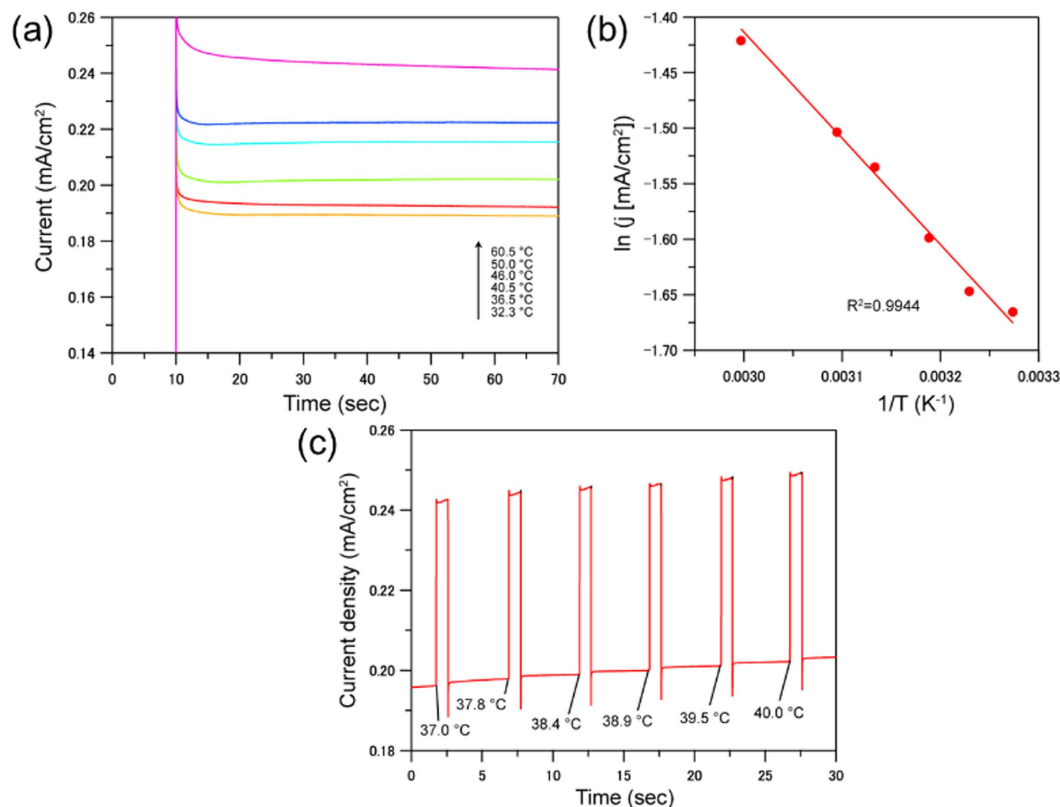 (a)
0.26
0.24
0.22
0.20
0.18
0.16
0.14
Current (mA/cm²)
60.5 °C
50.0 °C
46.0 °C
40.5 °C
36.5 °C
32.3 °C
0 10 20 30 40 50 60 70
Time (sec)
(b)
−1.40
−1.50
−1.55
−1.60
−1.65
−1.70
ln (j [mA/cm²])
R²=0.9944
0.0030 0.0031 0.0032 0.0033
1/T (K⁻¹)
(c)
0.26
0.24
0.22
0.20
0.18
Current density (mA/cm²)
37.0 °C
37.8 °C
38.4 °C
38.9 °C
39.5 °C
40.0 °C
0 5 10 15 20 25 30
Time (sec)